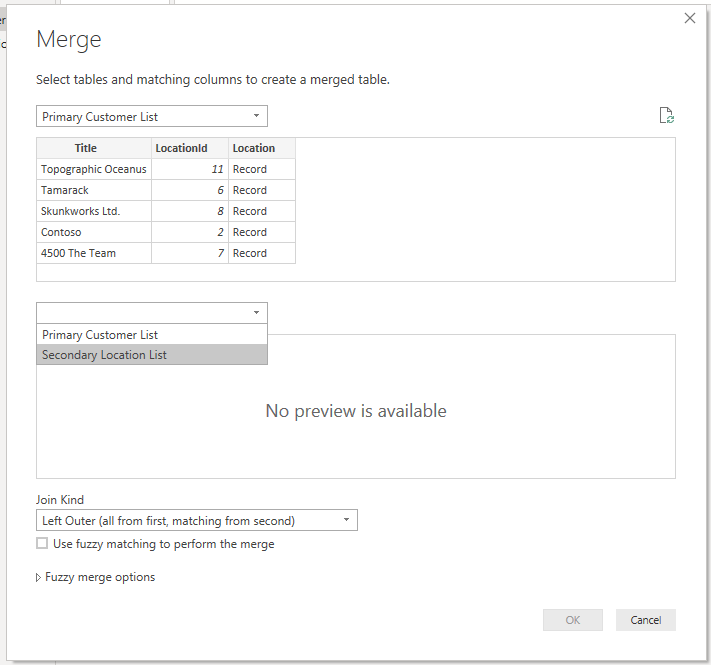 Merge
Select tables and matching columns to create a merged table.
Primary Customer List
Title LocationId Location
Topographic Oceanus 11 Record
Tamarack 6 Record
Skunkworks Ltd. 8 Record
Contoso 2 Record
4500 The Team 7 Record
Primary Customer List
Secondary Location List
No preview is available
Join Kind
Left Outer (all from first, matching from second)
Use fuzzy matching to perform the merge
Fuzzy merge options
OK Cancel